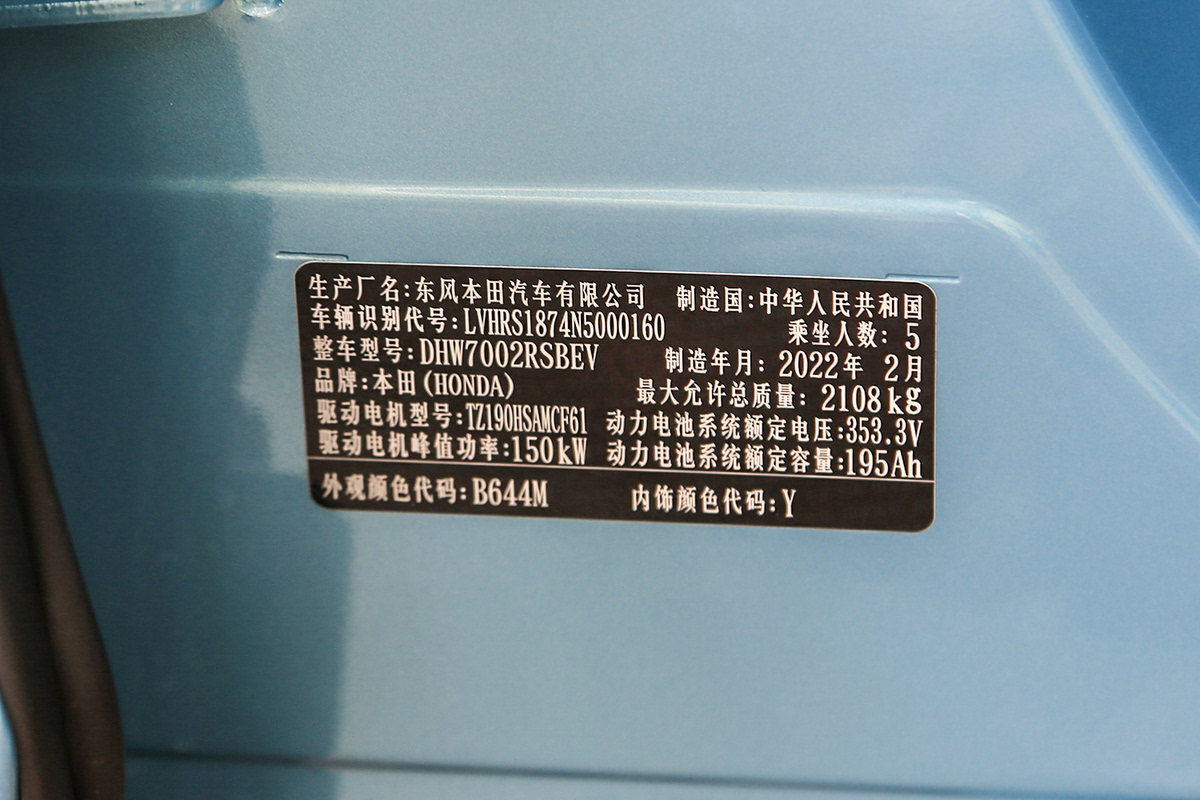 生产厂名:东风本田汽车有限公司 制造国:中华人民共和国
车辆识别代号:LVHRS1874N5000160 乘坐人数:5
整车型号:DHW7002RSBEV 制造年月:2022年 2月
品牌:本田(HONDA) 最大允许总质量:2108kg
驱动电机型号:TZ190HSAMCF61 动力电池系统额定电压:353.3V
驱动电机峰值功率:150kW 动力电池系统额定容量:195Ah
外观颜色代码:B644M 内饰颜色代码:Y